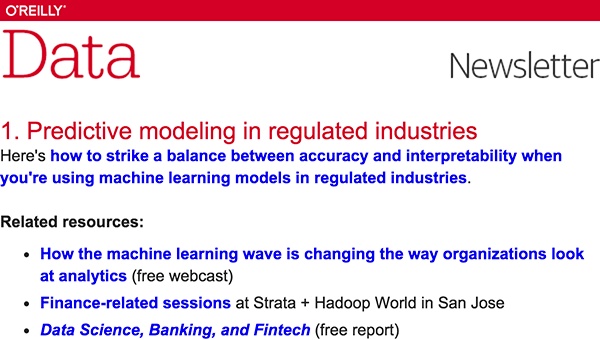 O'REILLY®
Data
Newsletter
1. Predictive modeling in regulated industries
Here's how to strike a balance between accuracy and interpretability when
you're using machine learning models in regulated industries.
Related resources:
• How the machine learning wave is changing the way organizations look
at analytics (free webcast)
• Finance-related sessions at Strata + Hadoop World in San Jose
• Data Science, Banking, and Fintech (free report)